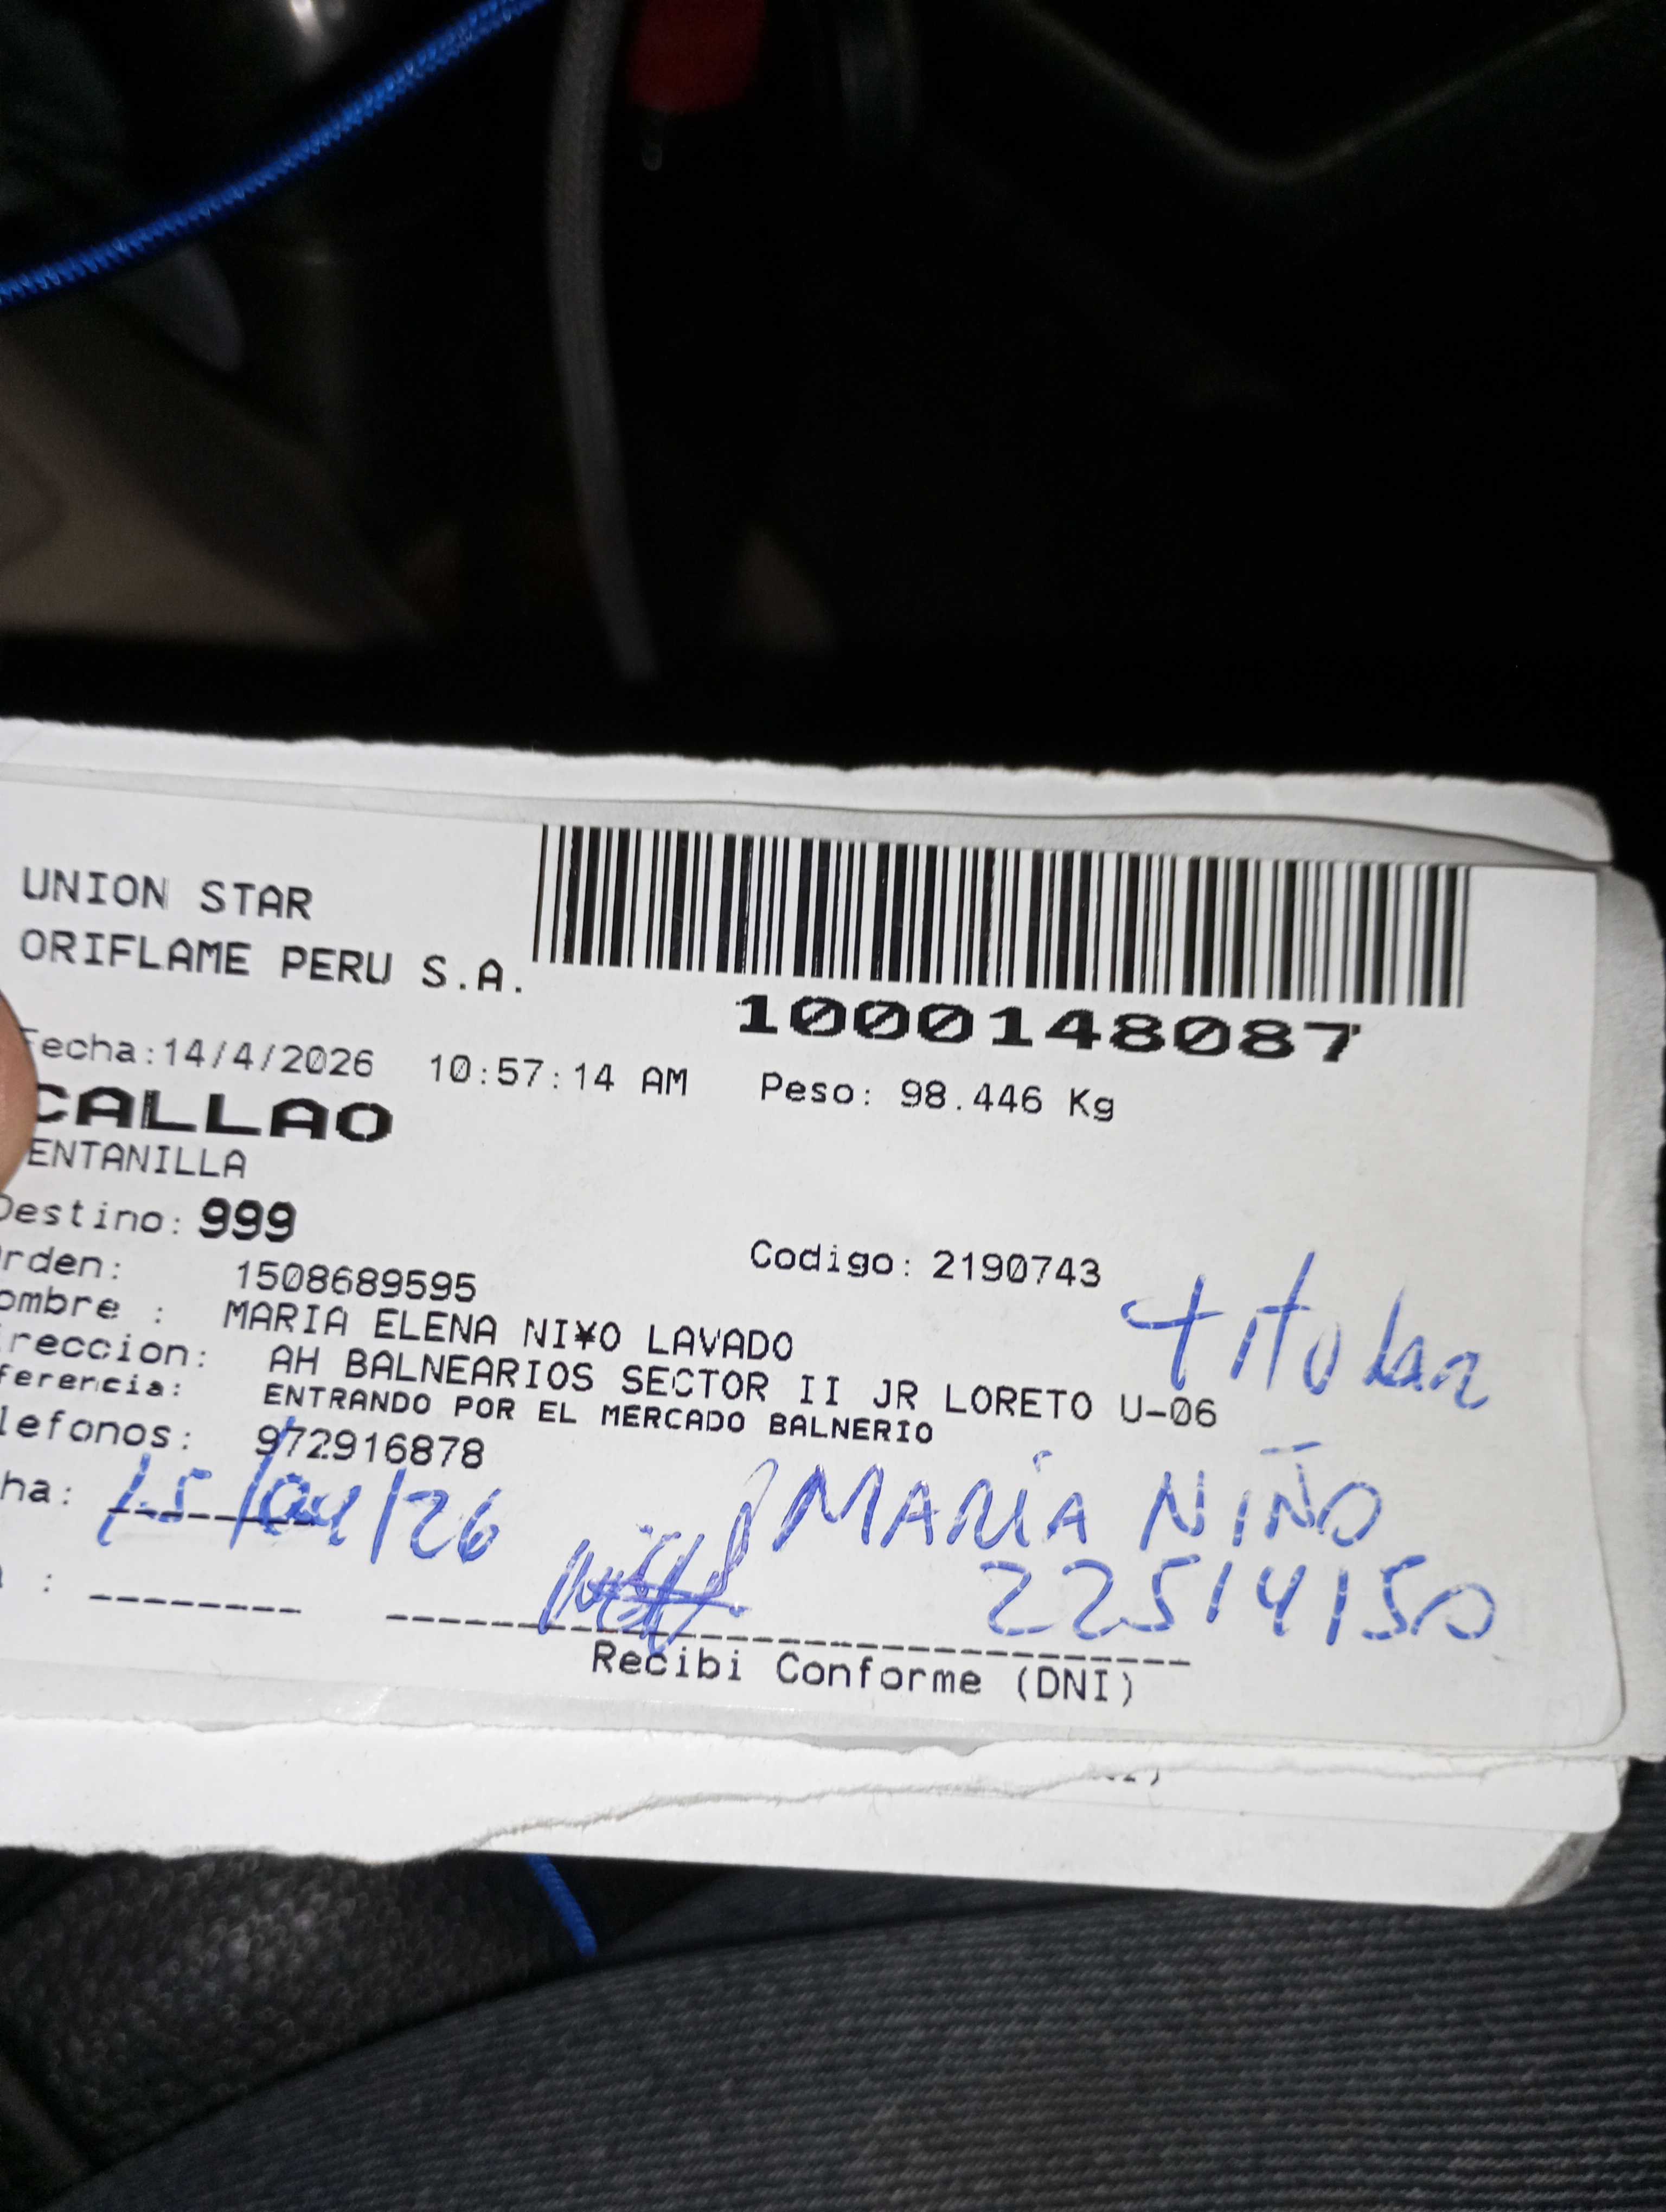 UNION STAR
ORIFLAME PERU S.A.
1000148087
Fecha:14/4/2026 10:57:14 AM Peso: 98.446 Kg
CALLAO
ENTANILLA
Destino: 999
rden: 1508689595 Codigo: 2190743
ombre : MARIA ELENA NI¥O LAVADO
reccion: AH BALNEARIOS SECTOR II JR LORETO U-06
ferencia: ENTRANDO POR EL MERCADO BALNERIO
lefonos: 972916878
titular
ha: 15/04/26
MARIA NIÑO
22514150
Recibi Conforme (DNI)